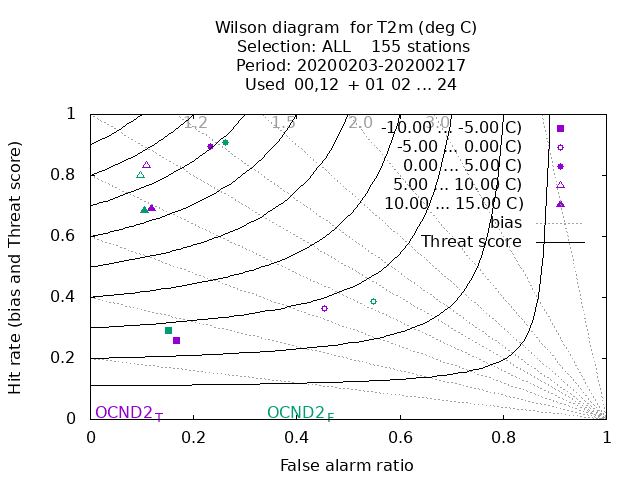 Wilson diagram  for T2m (deg C)
Selection: ALL    155 stations
Period: 20200203-20200217
Used  00,12  + 01 02 ... 24
Hit rate (bias and Threat score)
1
0.8
0.6
0.4
0.2
0
1.2
1.5
2.0
3.0
-10.00 ... -5.00 C)
-5.00 ... 0.00 C)
0.00 ... 5.00 C)
5.00 ... 10.00 C)
10.00 ... 15.00 C)
bias
Threat score
OCND2_T
OCND2_F
0 0.2 0.4 0.6 0.8 1
False alarm ratio